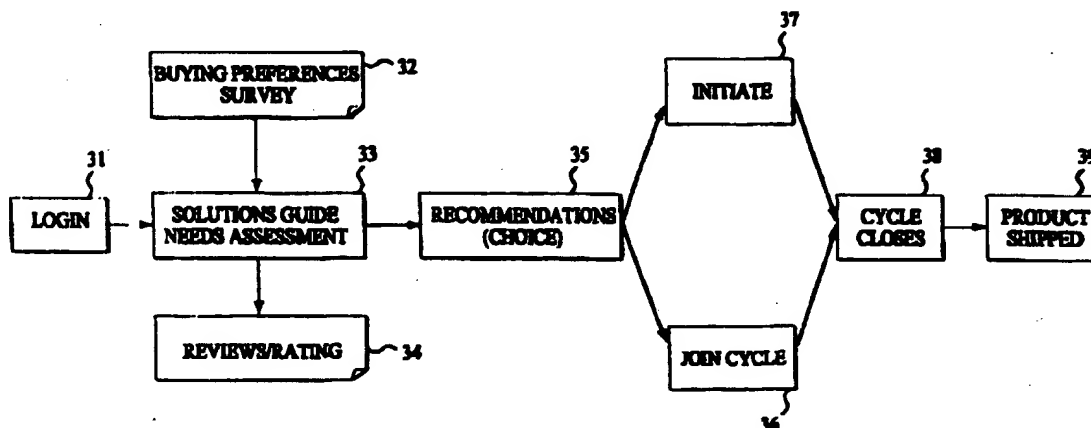 37
INITIATE
32
BUYING PREFERENCES
SURVEY
31
LOGIN
33
SOLUTIONS GUIDE
NEEDS ASSESSMENT
35
RECOMMENDATIONS
(CHOICE)
38
CYCLE
CLOSES
39
PRODUCT
SHIPPED
REVIEWS/RATING
34
JOIN CYCLE
36